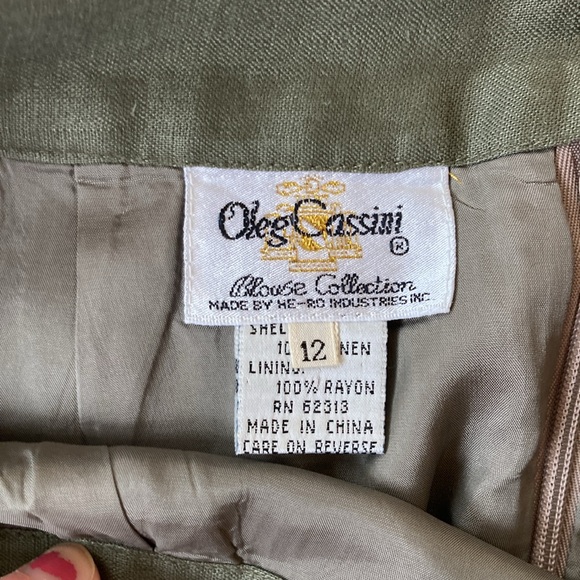 Oleg Cassini ®
Blouse Collection
MADE BY HE-RO INDUSTRIES INC.
12
LINING:
100% RAYON
RN 62313
MADE IN CHINA
CARE ON REVERSE